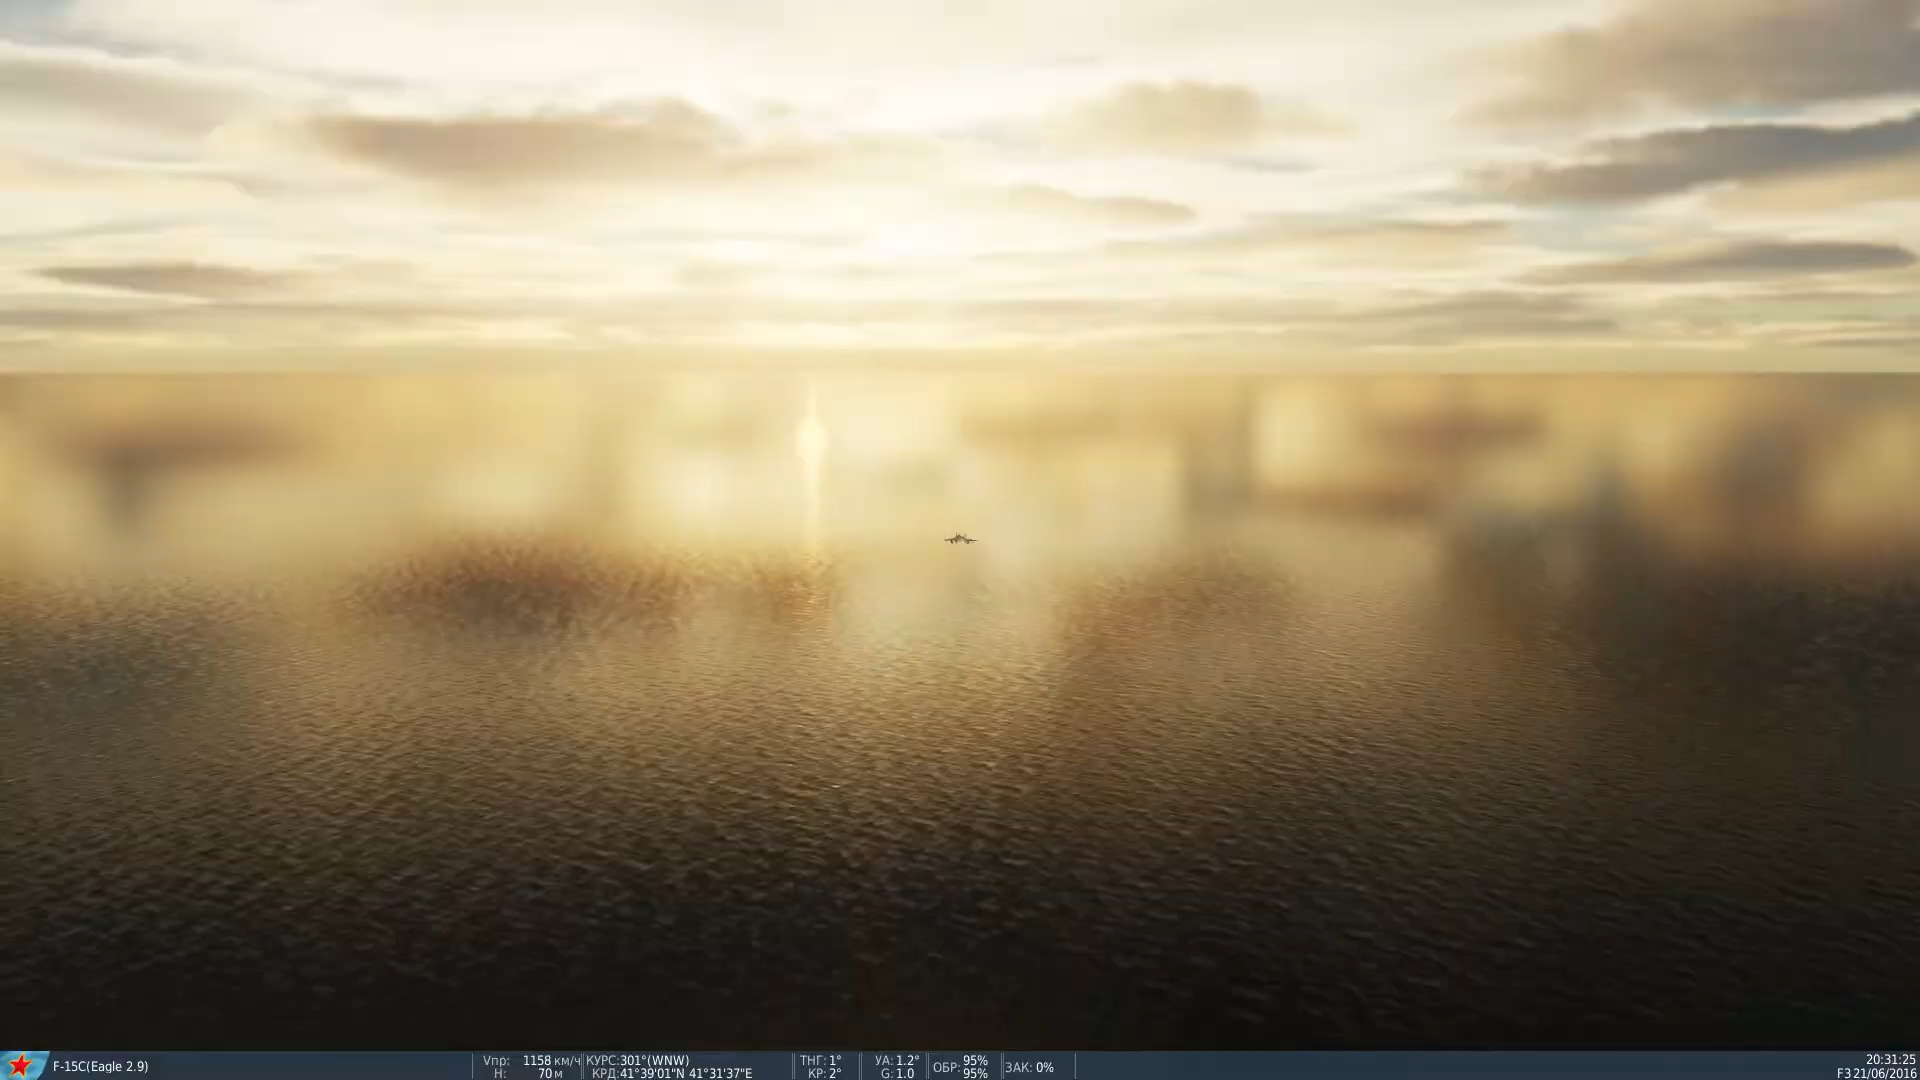 F-15C(Eagle 2.9)
Vпр: 1158 км/ч
H: 70 м
КУРС:301°(WNW)
КРД:41°39'01"N 41°31'37"E
ТНГ: 1°
КР: 2°
УА: 1.2°
G: 1.0
ОБР: 95%
95%
ЗАК: 0%
20:31:25
F3 21/06/2016